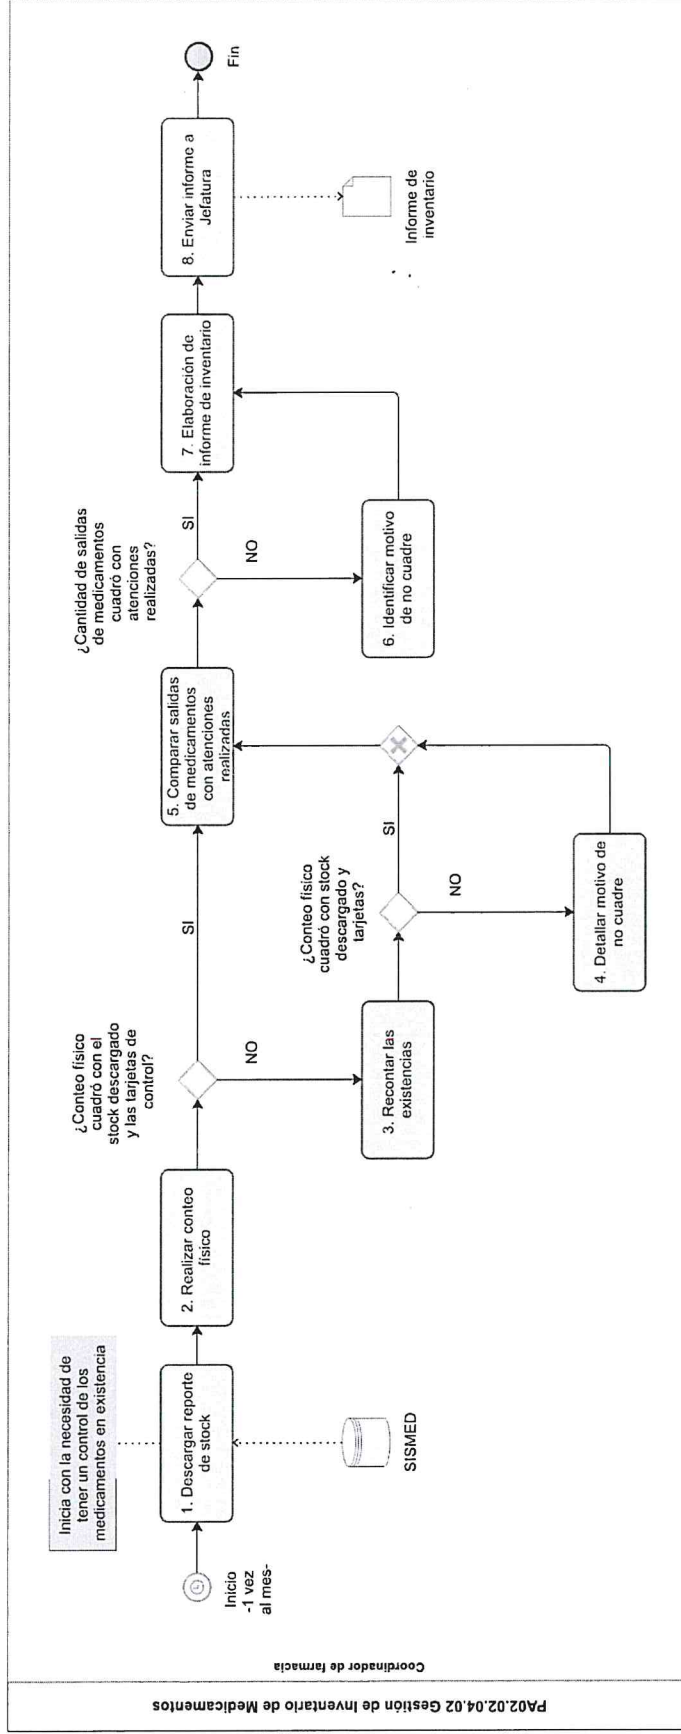 PA02.02.04.02 Gestión de Inventario de Medicamentos
Coordinador de farmacia
Inicio
-1 vez
al mes-
Inicia con la necesidad de
tener un control de los
medicamentos en existencia
1. Descargar reporte
de stock
SISMED
2. Realizar conteo
físico
¿Conteo físico
cuadró con el
stock descargado
y las tarjetas de
control?
SI
NO
3. Recontar las
existencias
¿Conteo físico
cuadró con stock
descargado y
tarjetas?
SI
NO
4. Detallar motivo de
no cuadre
5. Comparar salidas
de medicamentos
con atenciones
realizadas
¿Cantidad de salidas
de medicamentos
cuadró con
atenciones
realizadas?
SI
NO
6. Identificar motivo
de no cuadre
7. Elaboración de
informe de inventario
8. Enviar informe a
Jefatura
Informe de
inventario
Fin